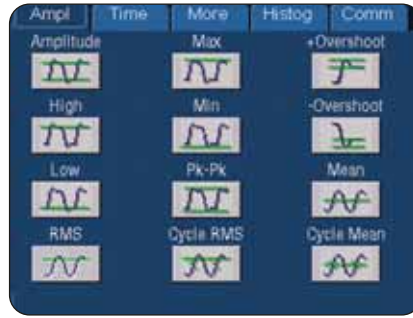 Ampl Time More Histog Comm
Amplitude Max +Overshoot
High Min -Overshoot
Low Pk-Pk Mean
RMS Cycle RMS Cycle Mean